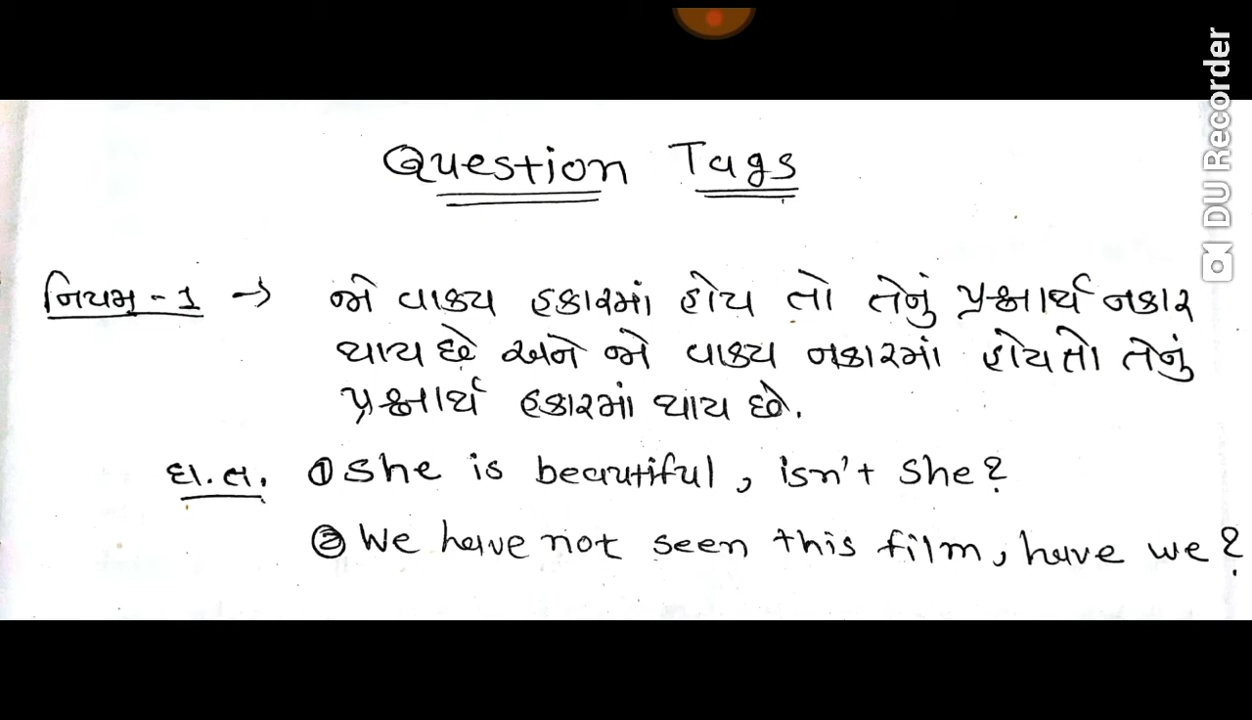 Question Tags
નિયમ-1 → જો વાક્ય હકારમાં હોય તો તેનું પ્રશ્નાર્થ નકાર
થાય છે અને જો વાક્ય નકારમાં હોય તો તેનું
પ્રશ્નાર્થ હકારમાં થાય છે.
દા.ત. ① She is beautiful, isn't she?
② We have not seen this film, have we?
DU Recorder